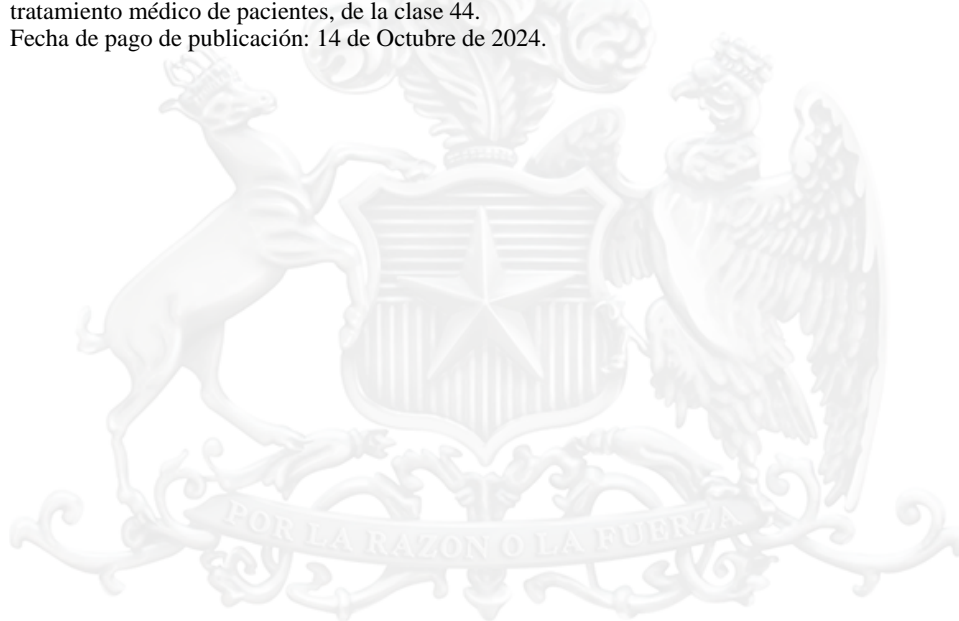 tratamiento médico de pacientes, de la clase 44.
Fecha de pago de publicación: 14 de Octubre de 2024.
POR LA RAZON O LA FUERZA